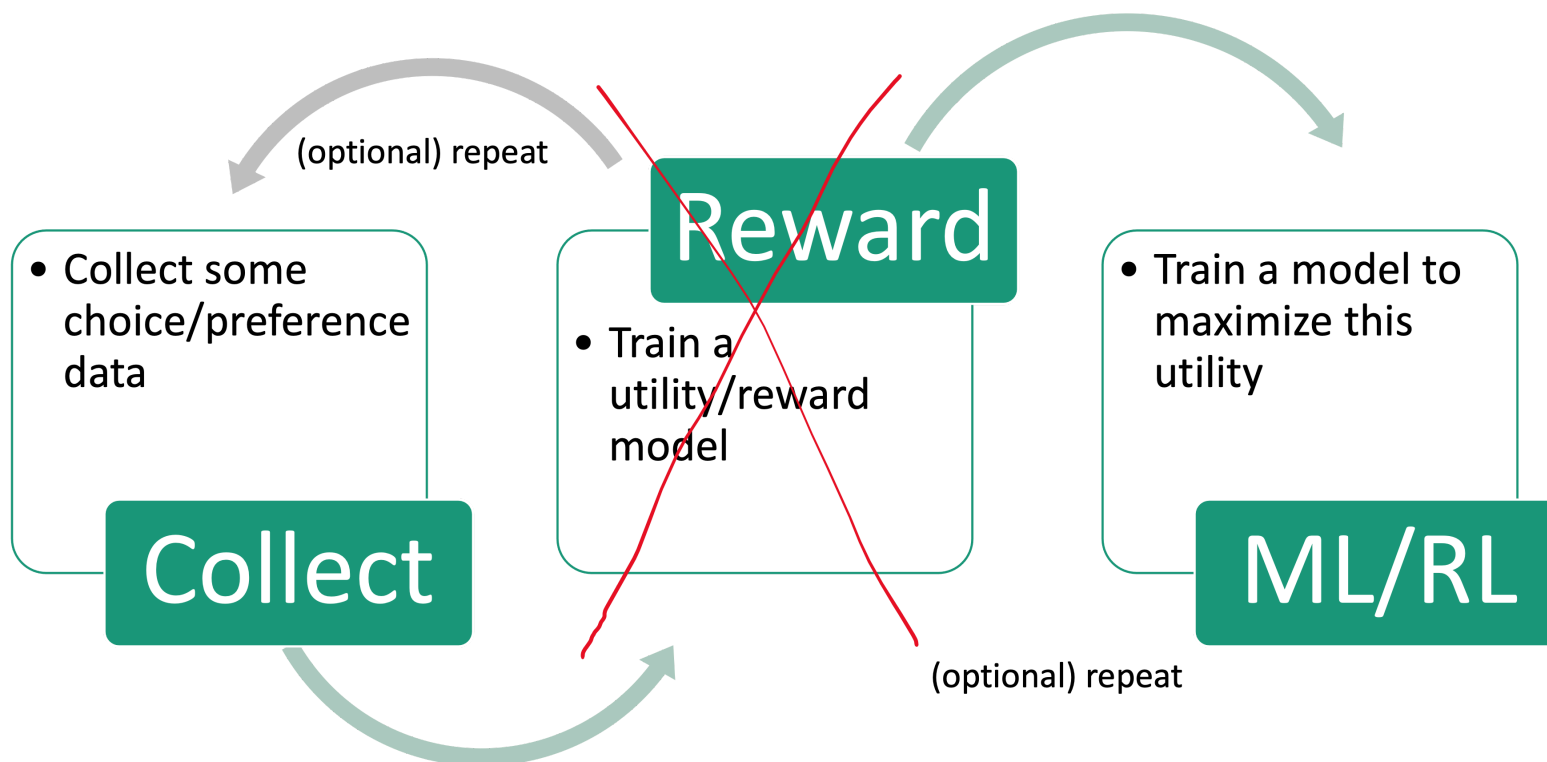 (optional) repeat
• Collect some
choice/preference
data
Collect
Reward
• Train a
utility/reward
model
• Train a model to
maximize this
utility
ML/RL
(optional) repeat